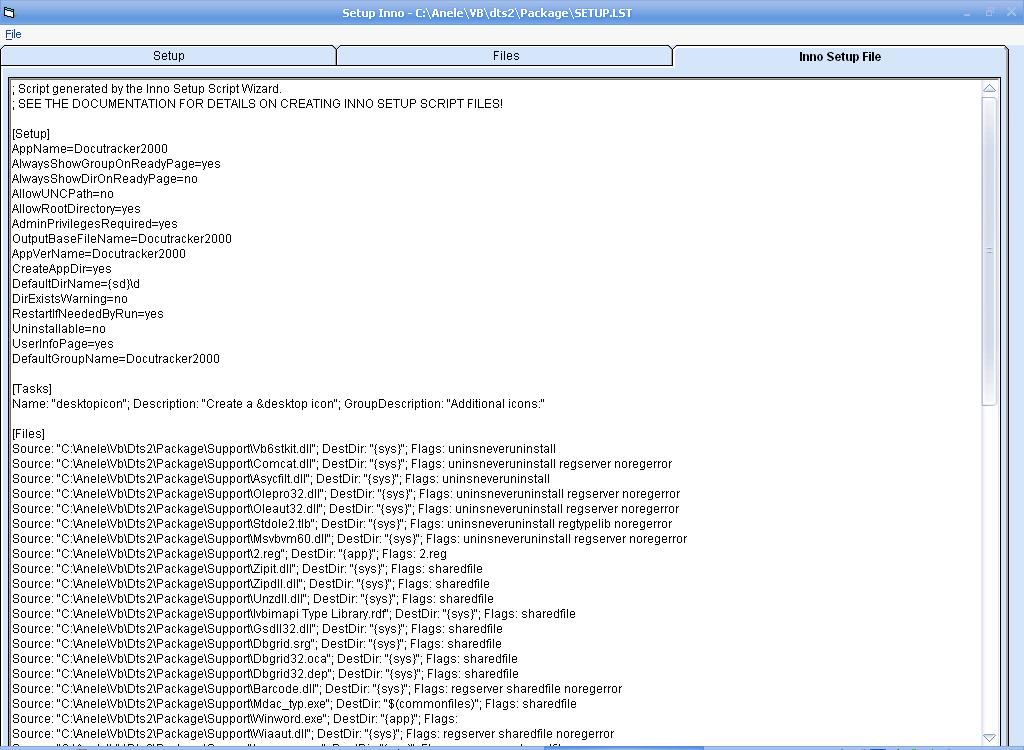 Setup Inno - C:\Anele\VB\dts2\Package\SETUP.LST
File
Setup Files Inno Setup File
; Script generated by the Inno Setup Script Wizard.
; SEE THE DOCUMENTATION FOR DETAILS ON CREATING INNO SETUP SCRIPT FILES!
[Setup]
AppName=Docutracker2000
AlwaysShowGroupOnReadyPage=yes
AlwaysShowDirOnReadyPage=no
AllowUNCPath=no
AllowRootDirectory=yes
AdminPrivilegesRequired=yes
OutputBaseFileName=Docutracker2000
AppVerName=Docutracker2000
CreateAppDir=yes
DefaultDirName={sd}\d
DirExistsWarning=no
RestartIfNeededByRun=yes
Uninstallable=no
UserInfoPage=yes
DefaultGroupName=Docutracker2000
[Tasks]
Name: "desktopicon"; Description: "Create a &desktop icon"; GroupDescription: "Additional icons:"
[Files]
Source: "C:\Anele\Vb\Dts2\Package\Support\Vb6stkit.dll"; DestDir: "{sys}"; Flags: uninsneveruninstall
Source: "C:\Anele\Vb\Dts2\Package\Support\Comcat.dll"; DestDir: "{sys}"; Flags: uninsneveruninstall regserver noregerror
Source: "C:\Anele\Vb\Dts2\Package\Support\Asycfilt.dll"; DestDir: "{sys}"; Flags: uninsneveruninstall
Source: "C:\Anele\Vb\Dts2\Package\Support\Olepro32.dll"; DestDir: "{sys}"; Flags: uninsneveruninstall regserver noregerror
Source: "C:\Anele\Vb\Dts2\Package\Support\Oleaut32.dll"; DestDir: "{sys}"; Flags: uninsneveruninstall regserver noregerror
Source: "C:\Anele\Vb\Dts2\Package\Support\Stdole2.tlb"; DestDir: "{sys}"; Flags: uninsneveruninstall regtypelib noregerror
Source: "C:\Anele\Vb\Dts2\Package\Support\Msvbvm60.dll"; DestDir: "{sys}"; Flags: uninsneveruninstall regserver noregerror
Source: "C:\Anele\Vb\Dts2\Package\Support\2.reg"; DestDir: "{app}"; Flags: 2.reg
Source: "C:\Anele\Vb\Dts2\Package\Support\Zipit.dll"; DestDir: "{sys}"; Flags: sharedfile
Source: "C:\Anele\Vb\Dts2\Package\Support\Zipdll.dll"; DestDir: "{sys}"; Flags: sharedfile
Source: "C:\Anele\Vb\Dts2\Package\Support\Unzdll.dll"; DestDir: "{sys}"; Flags: sharedfile
Source: "C:\Anele\Vb\Dts2\Package\Support\Ivbimapi Type Library.rdf"; DestDir: "{sys}"; Flags: sharedfile
Source: "C:\Anele\Vb\Dts2\Package\Support\Gsdll32.dll"; DestDir: "{sys}"; Flags: sharedfile
Source: "C:\Anele\Vb\Dts2\Package\Support\Dbgrid.srg"; DestDir: "{sys}"; Flags: sharedfile
Source: "C:\Anele\Vb\Dts2\Package\Support\Dbgrid32.oca"; DestDir: "{sys}"; Flags: sharedfile
Source: "C:\Anele\Vb\Dts2\Package\Support\Dbgrid32.dep"; DestDir: "{sys}"; Flags: sharedfile
Source: "C:\Anele\Vb\Dts2\Package\Support\Barcode.dll"; DestDir: "{sys}"; Flags: regserver sharedfile noregerror
Source: "C:\Anele\Vb\Dts2\Package\Support\Mdac_typ.exe"; DestDir: "$(commonfiles)"; Flags: sharedfile
Source: "C:\Anele\Vb\Dts2\Package\Support\Winword.exe"; DestDir: "{app}"; Flags:
Source: "C:\Anele\Vb\Dts2\Package\Support\Wiaaut.dll"; DestDir: "{sys}"; Flags: regserver sharedfile noregerror